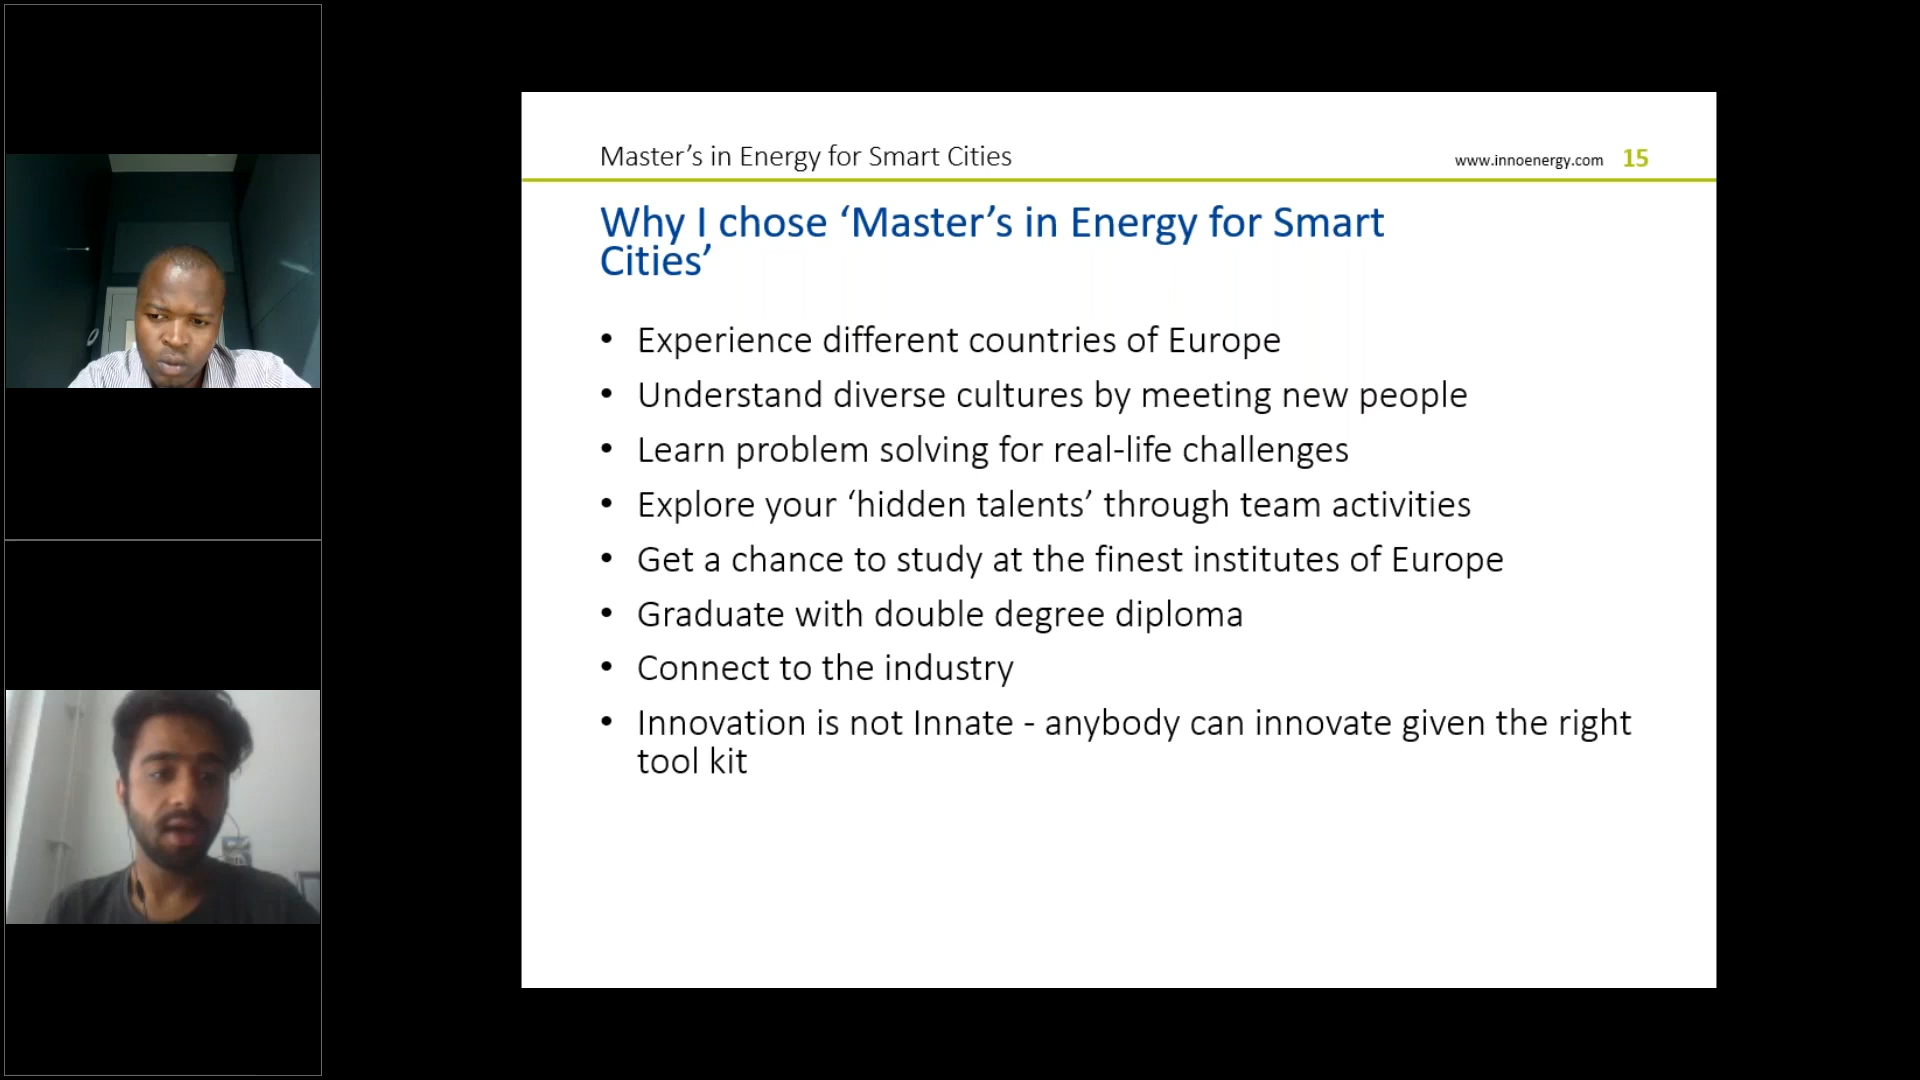 Master’s in Energy for Smart Cities
www.innoenergy.com 15
Why I chose ‘Master’s in Energy for Smart
Cities’
• Experience different countries of Europe
• Understand diverse cultures by meeting new people
• Learn problem solving for real-life challenges
• Explore your ‘hidden talents’ through team activities
• Get a chance to study at the finest institutes of Europe
• Graduate with double degree diploma
• Connect to the industry
• Innovation is not Innate - anybody can innovate given the right
tool kit